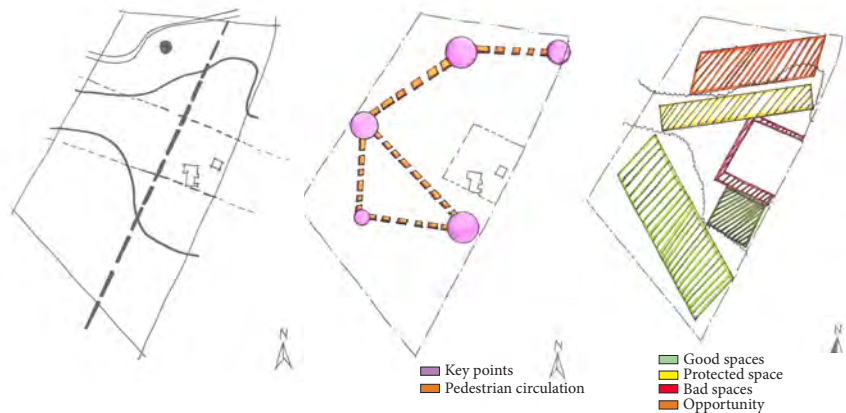 N
N
N
Key points
Pedestrian circulation
Good spaces
Protected space
Bad spaces
Opportunity